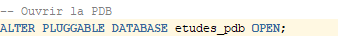 -- Ouvrir la PDB
ALTER PLUGGABLE DATABASE etudes_pdb OPEN;